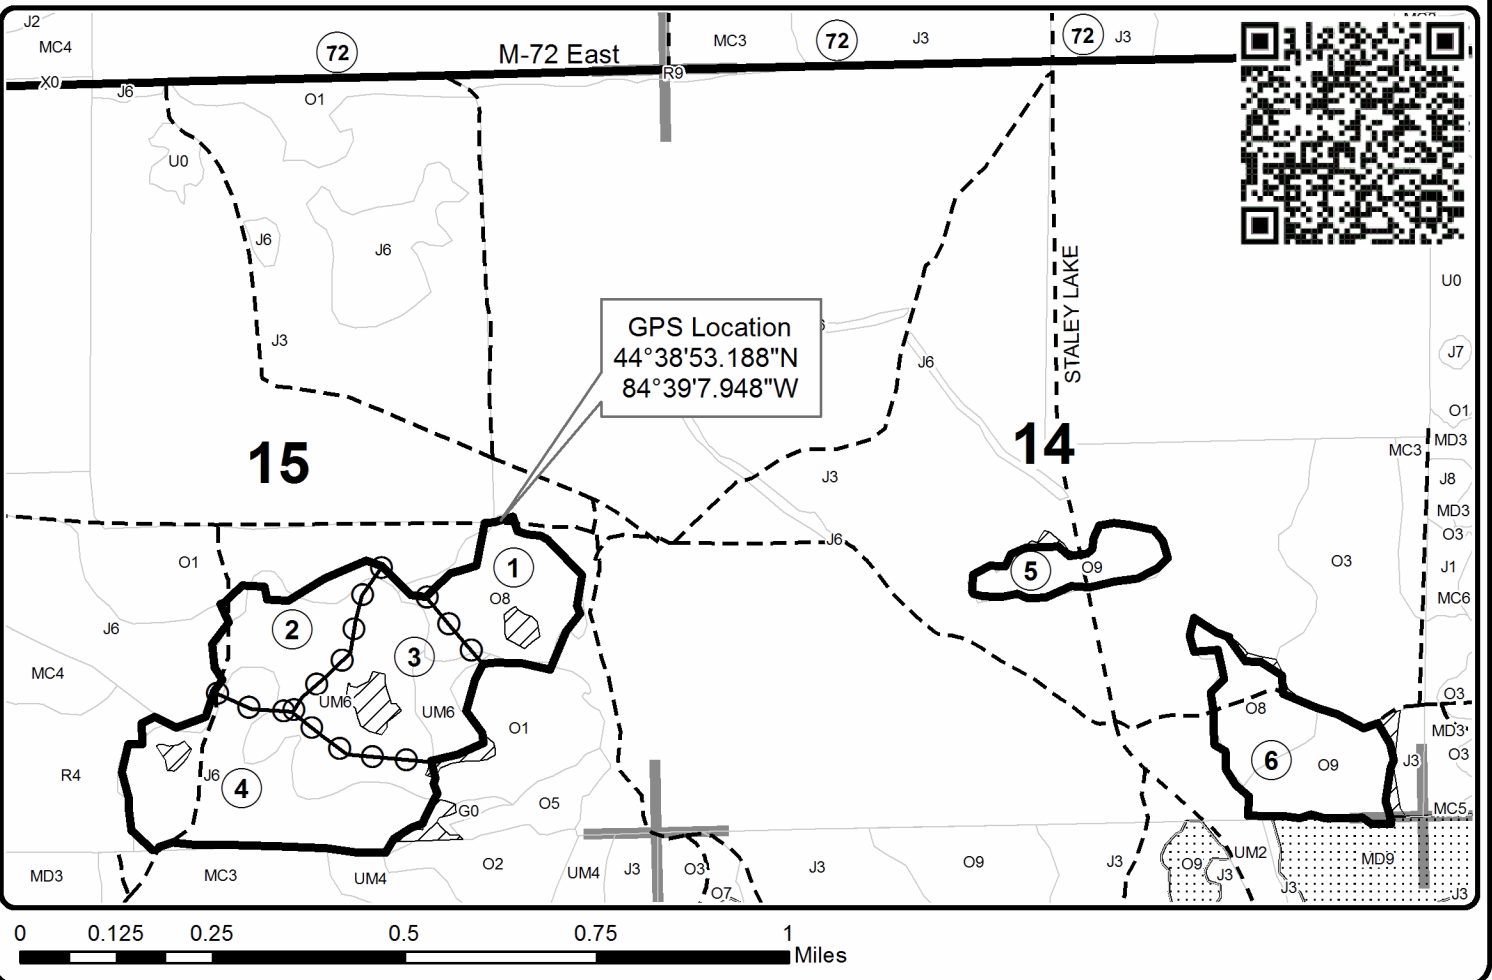 J2
MC4
72
M-72 East
MC3
72
J3
72
J3
X0
J6
O1
R9
U0
J6
J6
J3
STALEY LAKE
U0
GPS Location
44°38'53.188"N
84°39'7.948"W
J6
J7
O1
15
14
MC3
MD3
J3
J8
MD3
J6
O3
O1
1
5
O9
O3
J1
O8
MC6
J6
2
3
MC4
UM6
UM6
O1
O8
O3
MD3
R4
J6
4
O5
G0
6
O9
J3
O3
MC5
MD3
MC3
UM4
O2
UM4
J3
O3
O7
J3
O9
J3
O9
J3
UM2
J3
MD9
J3
0 0.125 0.25 0.5 0.75 1
Miles